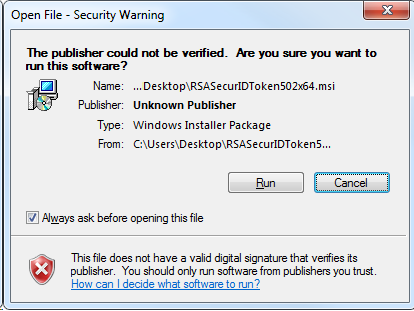 Open File - Security Warning
The publisher could not be verified. Are you sure you want to
run this software?
Name: ...Desktop\RSASecurIDToken502x64.msi
Publisher: Unknown Publisher
Type: Windows Installer Package
From: C:\Users\Desktop\RSASecurIDToken5...
Run Cancel
Always ask before opening this file
This file does not have a valid digital signature that verifies its
publisher. You should only run software from publishers you trust.
How can I decide what software to run?